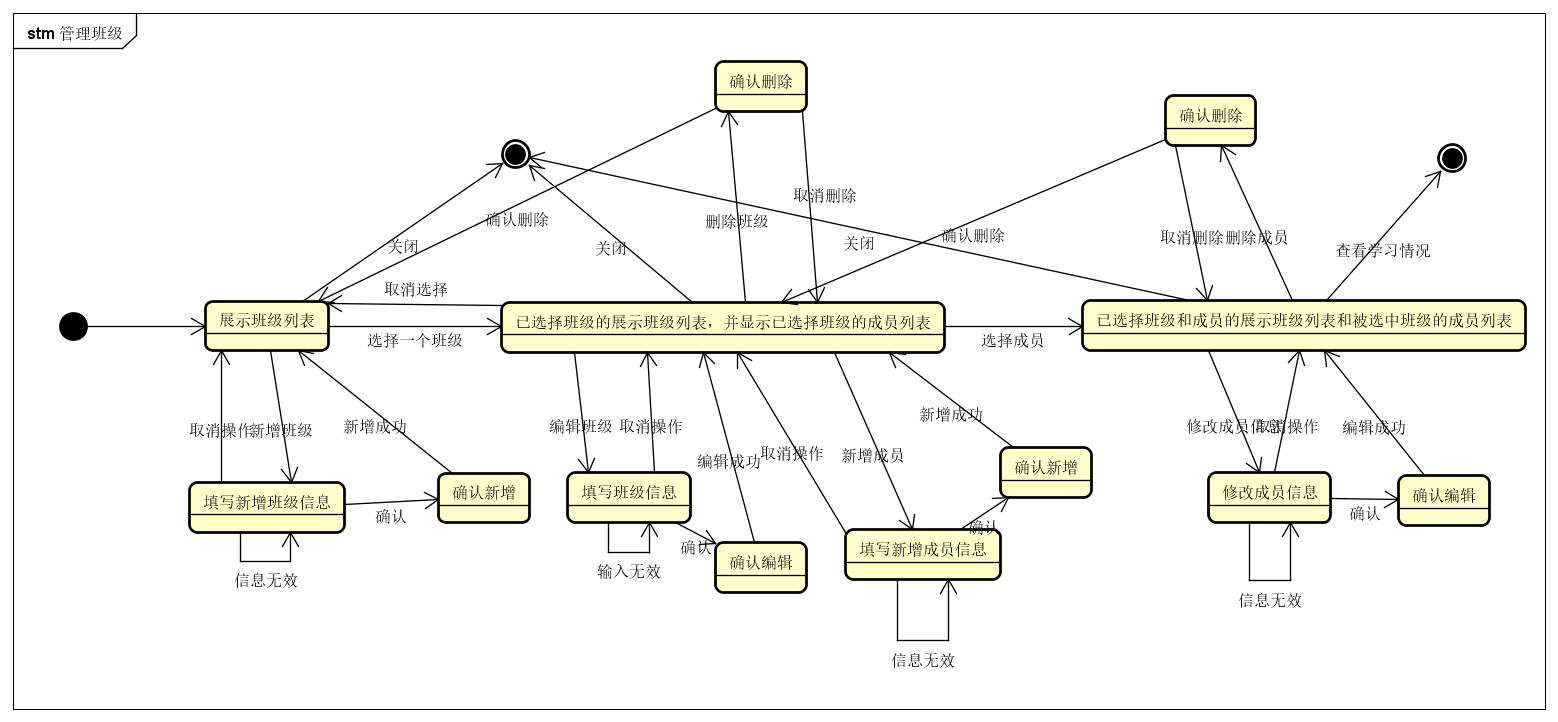 stm 管理班级
确认删除
确认删除
取消删除
确认删除
删除班级
确认删除
取消删除
删除成员
关闭
关闭
关闭
查看学习情况
取消选择
展示班级列表
已选择班级的展示班级列表，并显示已选择班级的成员列表
已选择班级和成员的展示班级列表和被选中班级的成员列表
选择一个班级
选择成员
取消操作
新增班级
新增成功
编辑班级
取消操作
编辑成功
取消操作
新增成员
新增成功
修改成员信息
取消操作
编辑成功
填写新增班级信息
确认新增
填写班级信息
确认新增
修改成员信息
确认编辑
确认
确认
确认
确认
填写新增成员信息
确认编辑
信息无效
输入无效
信息无效
信息无效